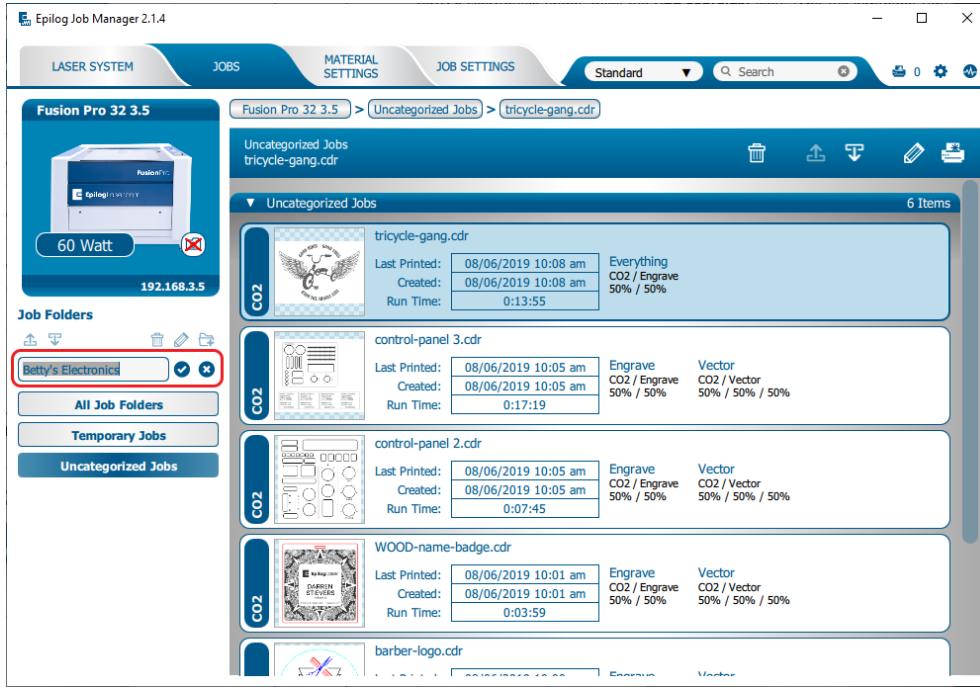 Epilog Job Manager 2.1.4
LASER SYSTEM
JOBS
MATERIAL
SETTINGS
JOB SETTINGS
Standard
Search
0
Fusion Pro 32 3.5
FusionPro
60 Watt
192.168.3.5
Job Folders
Betty's Electronics
All Job Folders
Temporary Jobs
Uncategorized Jobs
Fusion Pro 32 3.5 > Uncategorized Jobs > tricycle-gang.cdr
Uncategorized Jobs
tricycle-gang.cdr
Uncategorized Jobs 6 Items
CO2
tricycle-gang.cdr
Last Printed: 08/06/2019 10:08 am
Created: 08/06/2019 10:08 am
Run Time: 0:13:55
Everything
CO2 / Engrave
50% / 50%
CO2
control-panel 3.cdr
Last Printed: 08/06/2019 10:05 am
Created: 08/06/2019 10:05 am
Run Time: 0:17:19
Engrave
CO2 / Engrave
50% / 50%
Vector
CO2 / Vector
50% / 50% / 50%
CO2
control-panel 2.cdr
Last Printed: 08/06/2019 10:05 am
Created: 08/06/2019 10:05 am
Run Time: 0:07:45
Engrave
CO2 / Engrave
50% / 50%
Vector
CO2 / Vector
50% / 50% / 50%
CO2
DARREN
STIEVERS
WOOD-name-badge.cdr
Last Printed: 08/06/2019 10:01 am
Created: 08/06/2019 10:01 am
Run Time: 0:03:59
Engrave
CO2 / Engrave
50% / 50%
Vector
CO2 / Vector
50% / 50% / 50%
barber-logo.cdr